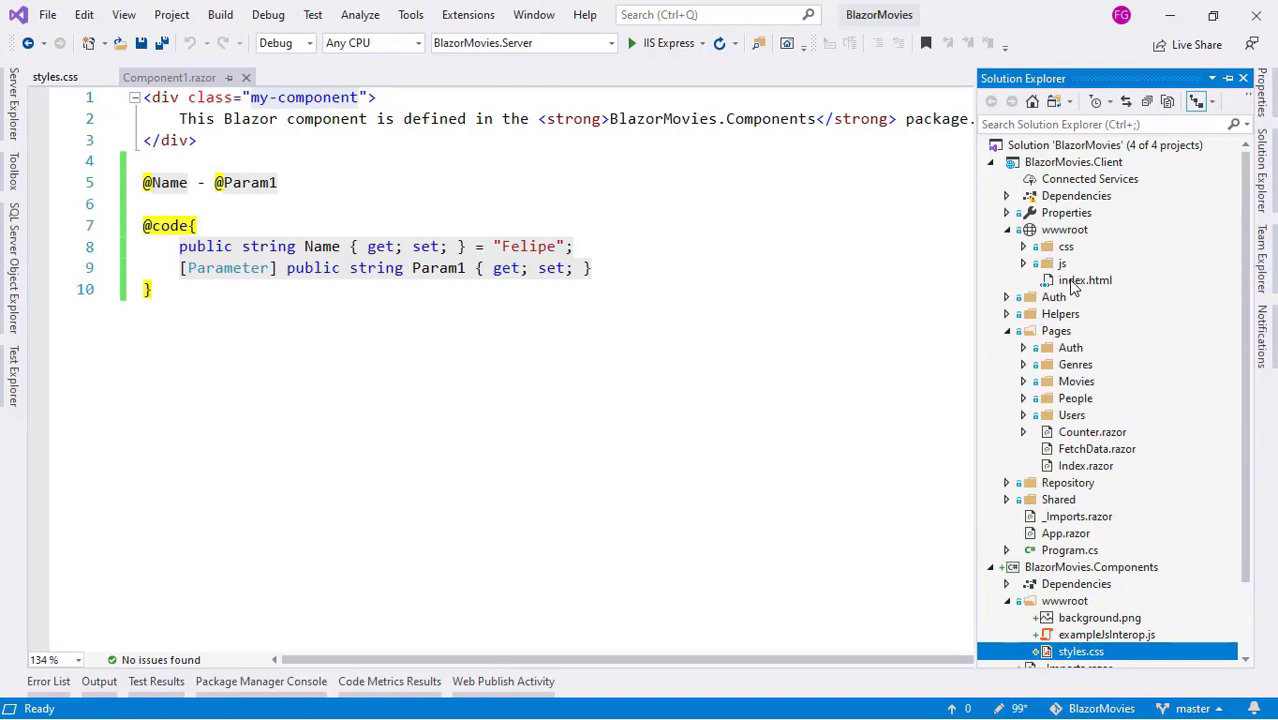 File Edit View Project Build Debug Test Analyze Tools Extensions Window Help Search (Ctrl+Q) BlazorMovies FG
Debug Any CPU BlazorMovies.Server IIS Express Live Share
styles.css Component1.razor
Solution Explorer
Search Solution Explorer (Ctrl+;)
1 <div class="my-component">
2 This Blazor component is defined in the <strong>BlazorMovies.Components</strong> package.
3 </div>
4
5 @Name - @Param1
6
7 @code{
8 public string Name { get; set; } = "Felipe";
9 [Parameter] public string Param1 { get; set; }
10 }
Solution 'BlazorMovies' (4 of 4 projects)
BlazorMovies.Client
Connected Services
Dependencies
Properties
wwwroot
css
js
index.html
Auth
Helpers
Pages
Auth
Genres
Movies
People
Users
Counter.razor
FetchData.razor
Index.razor
Repository
Shared
_Imports.razor
App.razor
Program.cs
BlazorMovies.Components
Dependencies
wwwroot
background.png
exampleJsInterop.js
styles.css
_Imports.razor
Server Explorer
Toolbox
SQL Server Object Explorer
Test Explorer
Properties
Solution Explorer
Team Explorer
Notifications
134 % No issues found
Error List Output Test Results Package Manager Console Code Metrics Results Web Publish Activity
Ready 0 99* BlazorMovies master